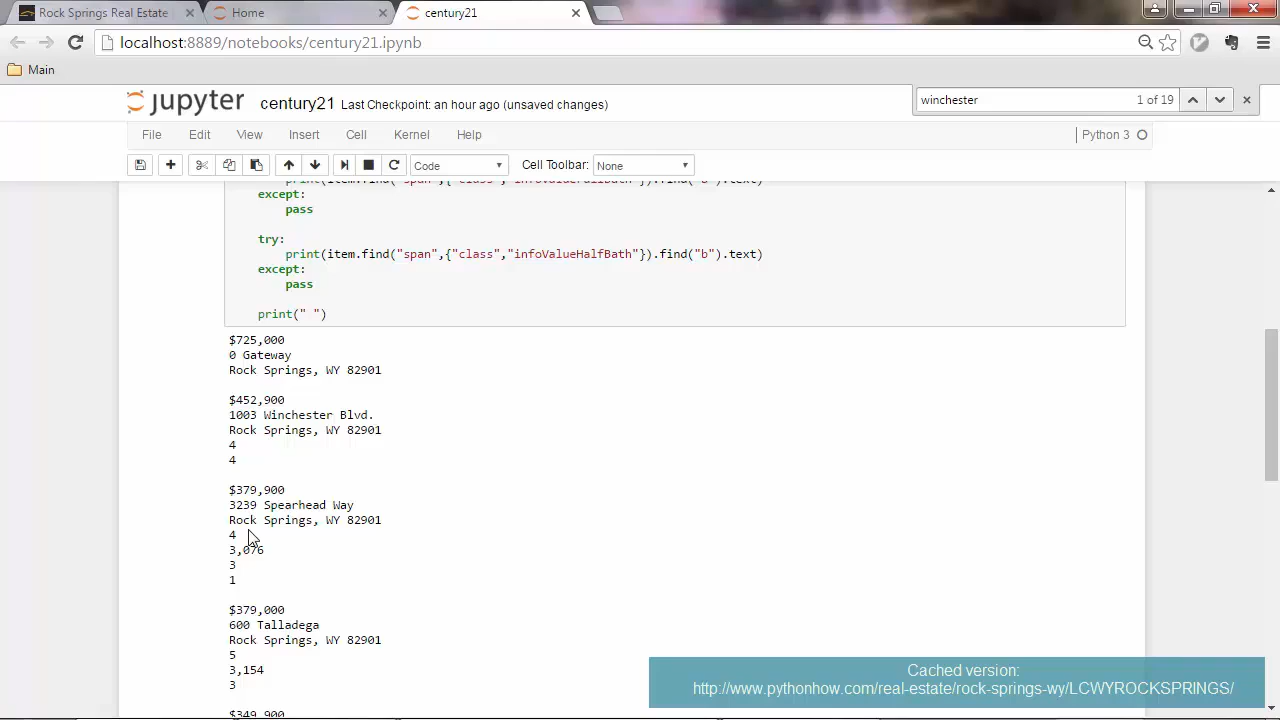 Rock Springs Real Estate
Home
century21
localhost:8889/notebooks/century21.ipynb
Main
jupyter century21 Last Checkpoint: an hour ago (unsaved changes)
winchester 1 of 19
File Edit View Insert Cell Kernel Help
Python 3
Code
Cell Toolbar: None
print(item.find("span",{"class","infoValueFullBath"}).find("b").text)
except:
pass
try:
print(item.find("span",{"class","infoValueHalfBath"}).find("b").text)
except:
pass
print(" ")
$725,000
0 Gateway
Rock Springs, WY 82901
$452,900
1003 Winchester Blvd.
Rock Springs, WY 82901
4
4
$379,900
3239 Spearhead Way
Rock Springs, WY 82901
4
3,076
3
1
$379,000
600 Talladega
Rock Springs, WY 82901
5
3,154
3
$349,900
Cached version:
http://www.pythonhow.com/real-estate/rock-springs-wy/LCWYROCKSPRINGS/